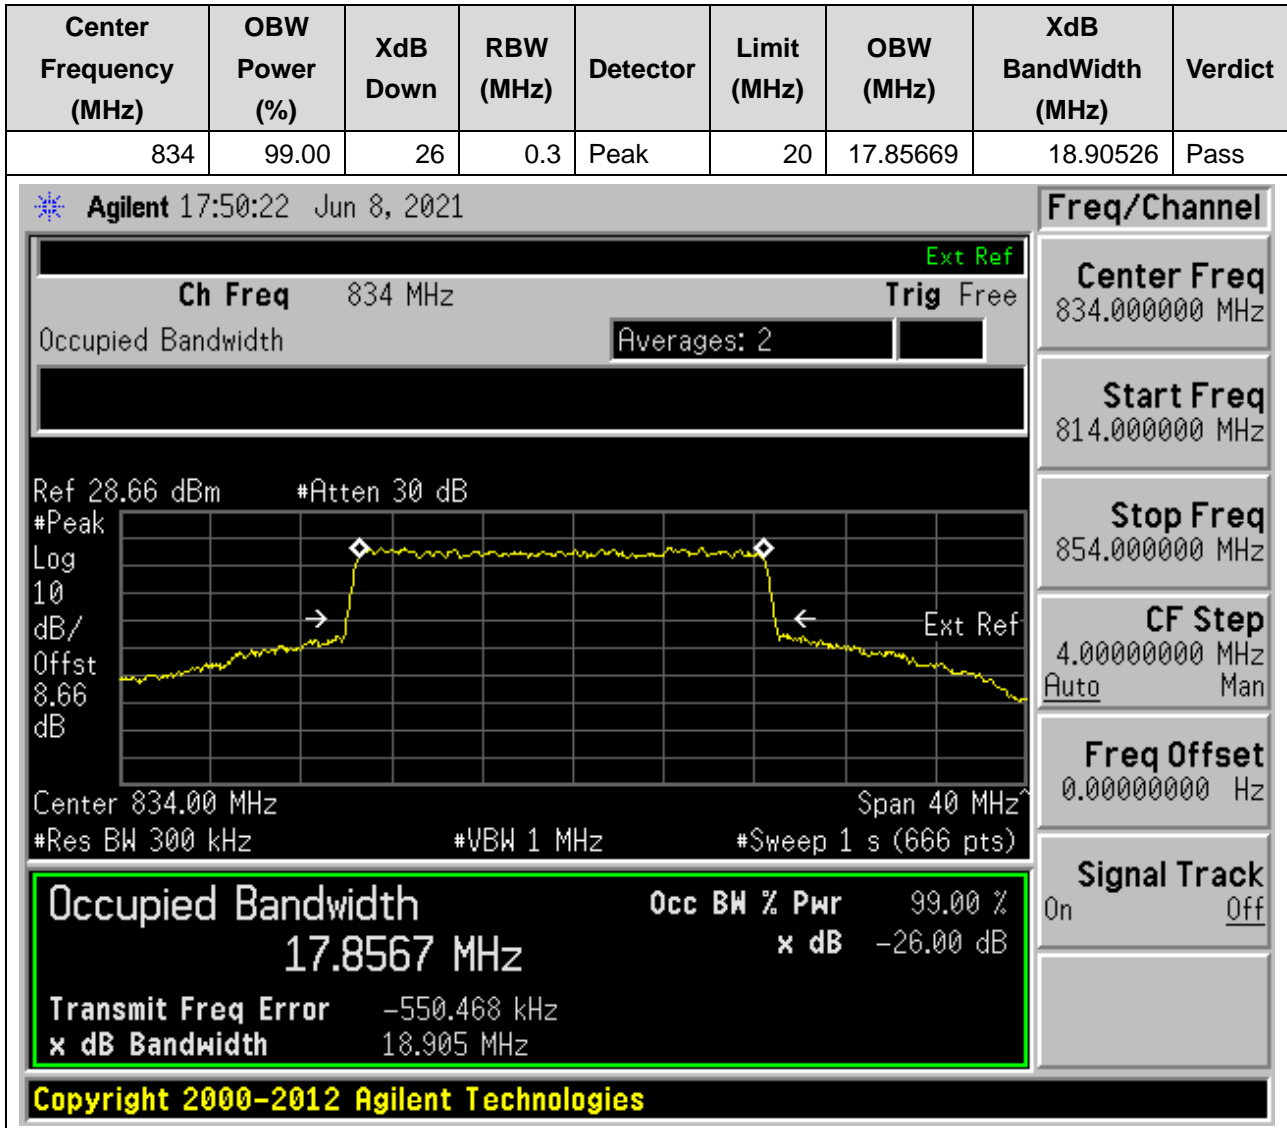 Center Frequency (MHz) OBW Power (%) XdB Down RBW (MHz) Detector Limit (MHz) OBW (MHz) XdB BandWidth (MHz) Verdict
834 99.00 26 0.3 Peak 20 17.85669 18.90526 Pass
Agilent 17:50:22 Jun 8, 2021
Freq/Channel
Ext Ref
Ch Freq 834 MHz Trig Free
Occupied Bandwidth Averages: 2
Center Freq
834.000000 MHz
Start Freq
814.000000 MHz
Stop Freq
854.000000 MHz
CF Step
4.00000000 MHz
Auto Man
Freq Offset
0.00000000 Hz
Signal Track
On Off
Ref 28.66 dBm #Atten 30 dB
#Peak
Log
10
dB/
Offst
8.66
dB
Ext Ref
Center 834.00 MHz Span 40 MHz^
#Res BW 300 kHz #VBW 1 MHz #Sweep 1 s (666 pts)
Occupied Bandwidth
17.8567 MHz
Occ BW % Pwr 99.00 %
x dB -26.00 dB
Transmit Freq Error -550.468 kHz
x dB Bandwidth 18.905 MHz
Copyright 2000-2012 Agilent Technologies